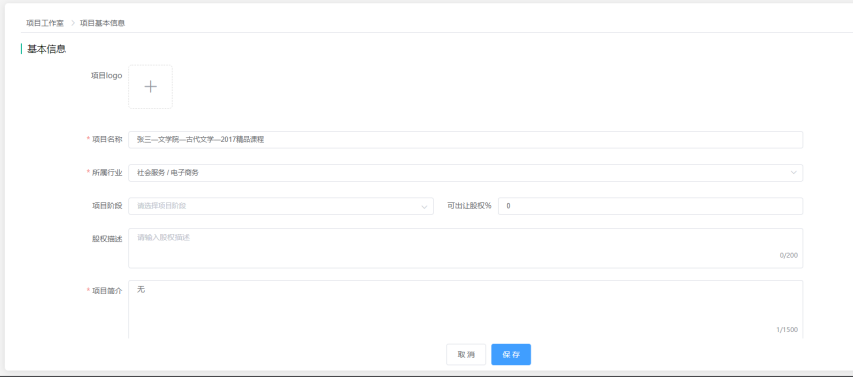 项目工作室 > 项目基本信息
基本信息
项目logo
* 项目名称 张三—文学院—古代文学—2017精品课程
* 所属行业 社会服务 / 电子商务
项目阶段 请选择项目阶段 可出让股权% 0
股权描述 请输入股权描述
0/200
* 项目简介 无
1/1500
取消 保存